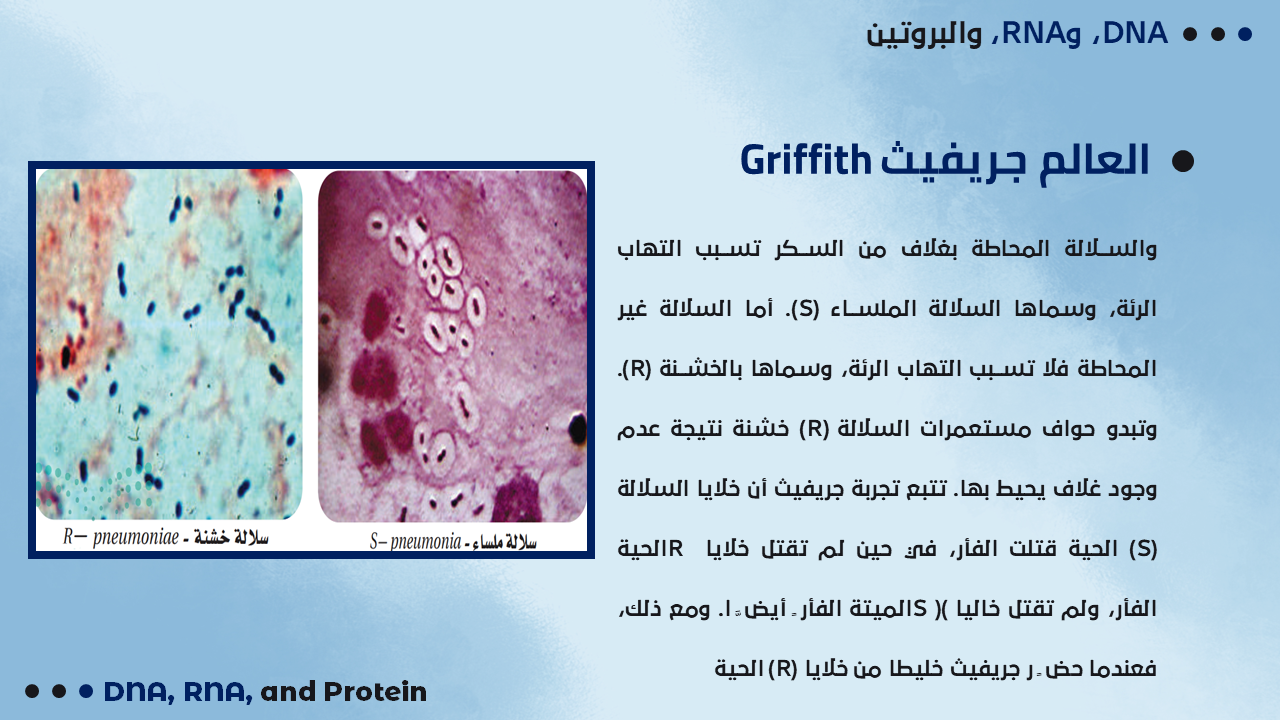 DNA، وRNA، والبروتين
العالم جريفيث Griffith
والسلالة المحاطة بغلاف من السكر تسبب التهاب
الرئة، وسماها السلالة الملساء (S). أما السلالة غير
المحاطة فلا تسبب التهاب الرئة، وسماها بالخشنة (R).
وتبدو حواف مستعمرات السلالة (R) خشنة نتيجة عدم
وجود غلاف يحيط بها. تتبع تجربة جريفيث أن خلايا السلالة
(S) الحية قتلت الفأر، في حين لم تقتل خلايا Rالحية
الفأر، ولم تقتل خاليا )( Sالميتة الفأر ِ أيض ًا. ومع ذلك،
فعندما حض ِر جريفيث خليطا من خلايا (R) الحية
سلالة ملساء - S– pneumonia
سلالة خشنة - R– pneumoniae
DNA, RNA, and Protein